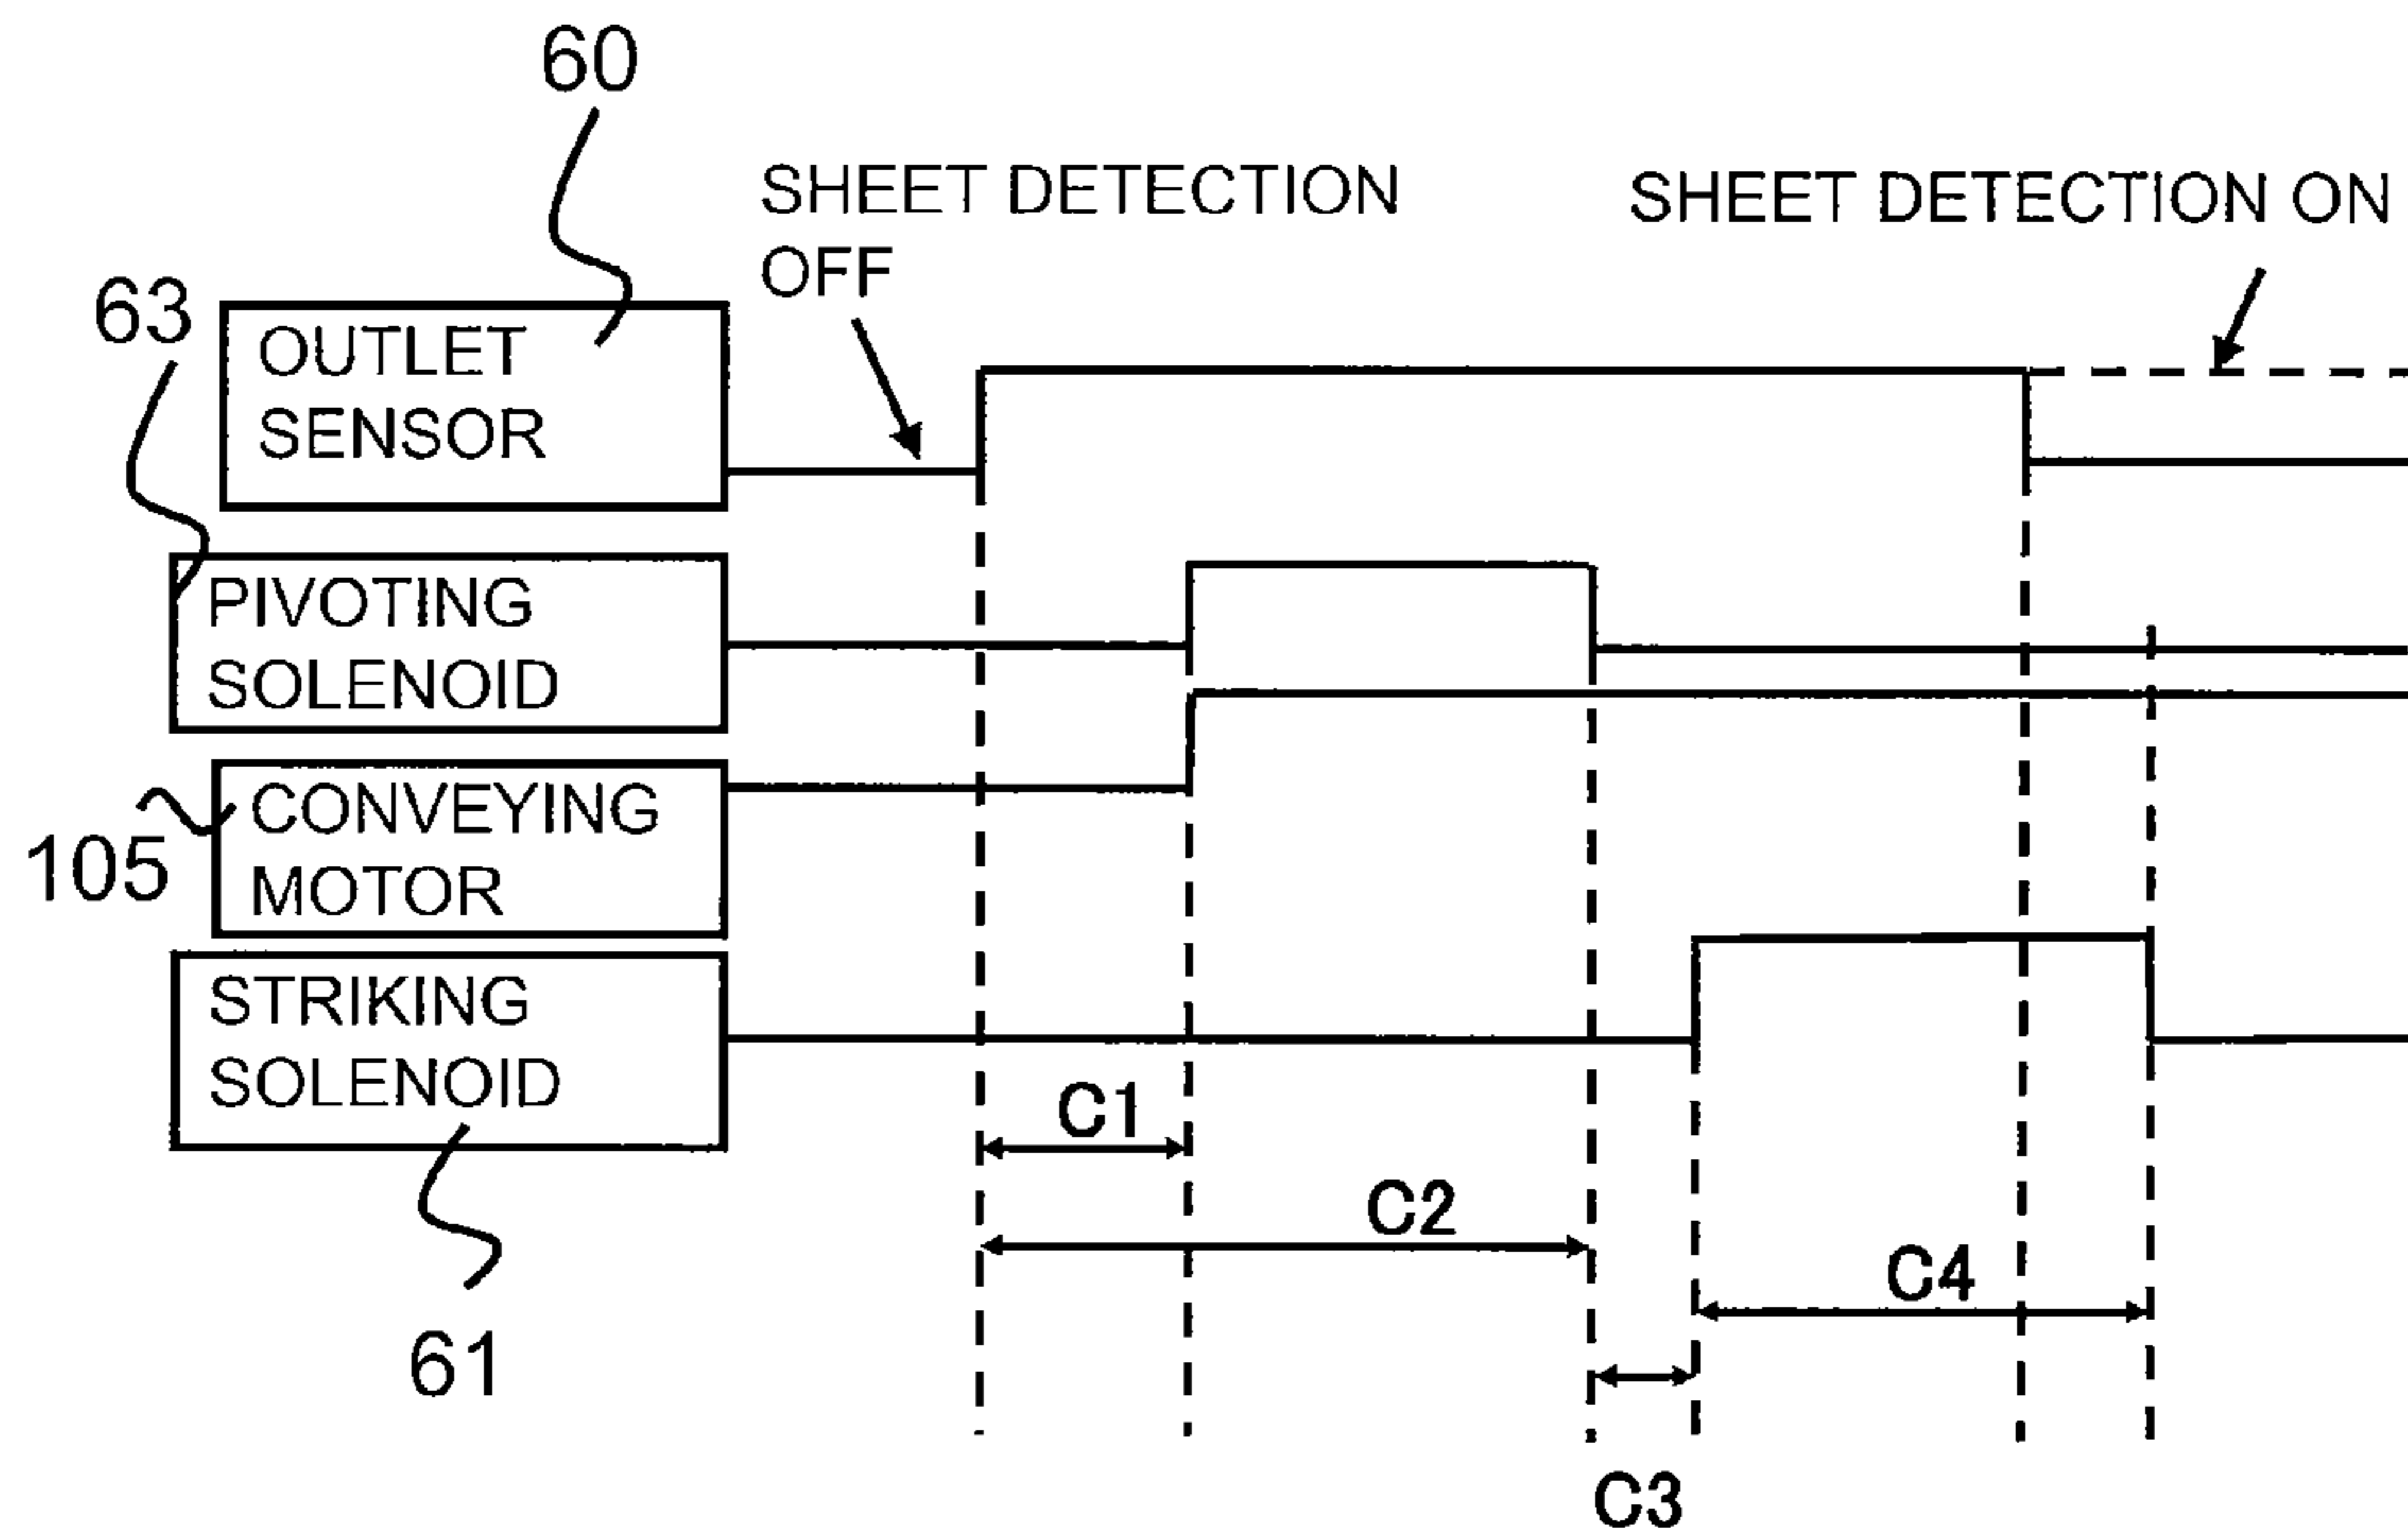 60
SHEET DETECTION
OFF
SHEET DETECTION ON
63
OUTLET
SENSOR
PIVOTING
SOLENOID
105
CONVEYING
MOTOR
STRIKING
SOLENOID
61
C1
C2
C4
C3